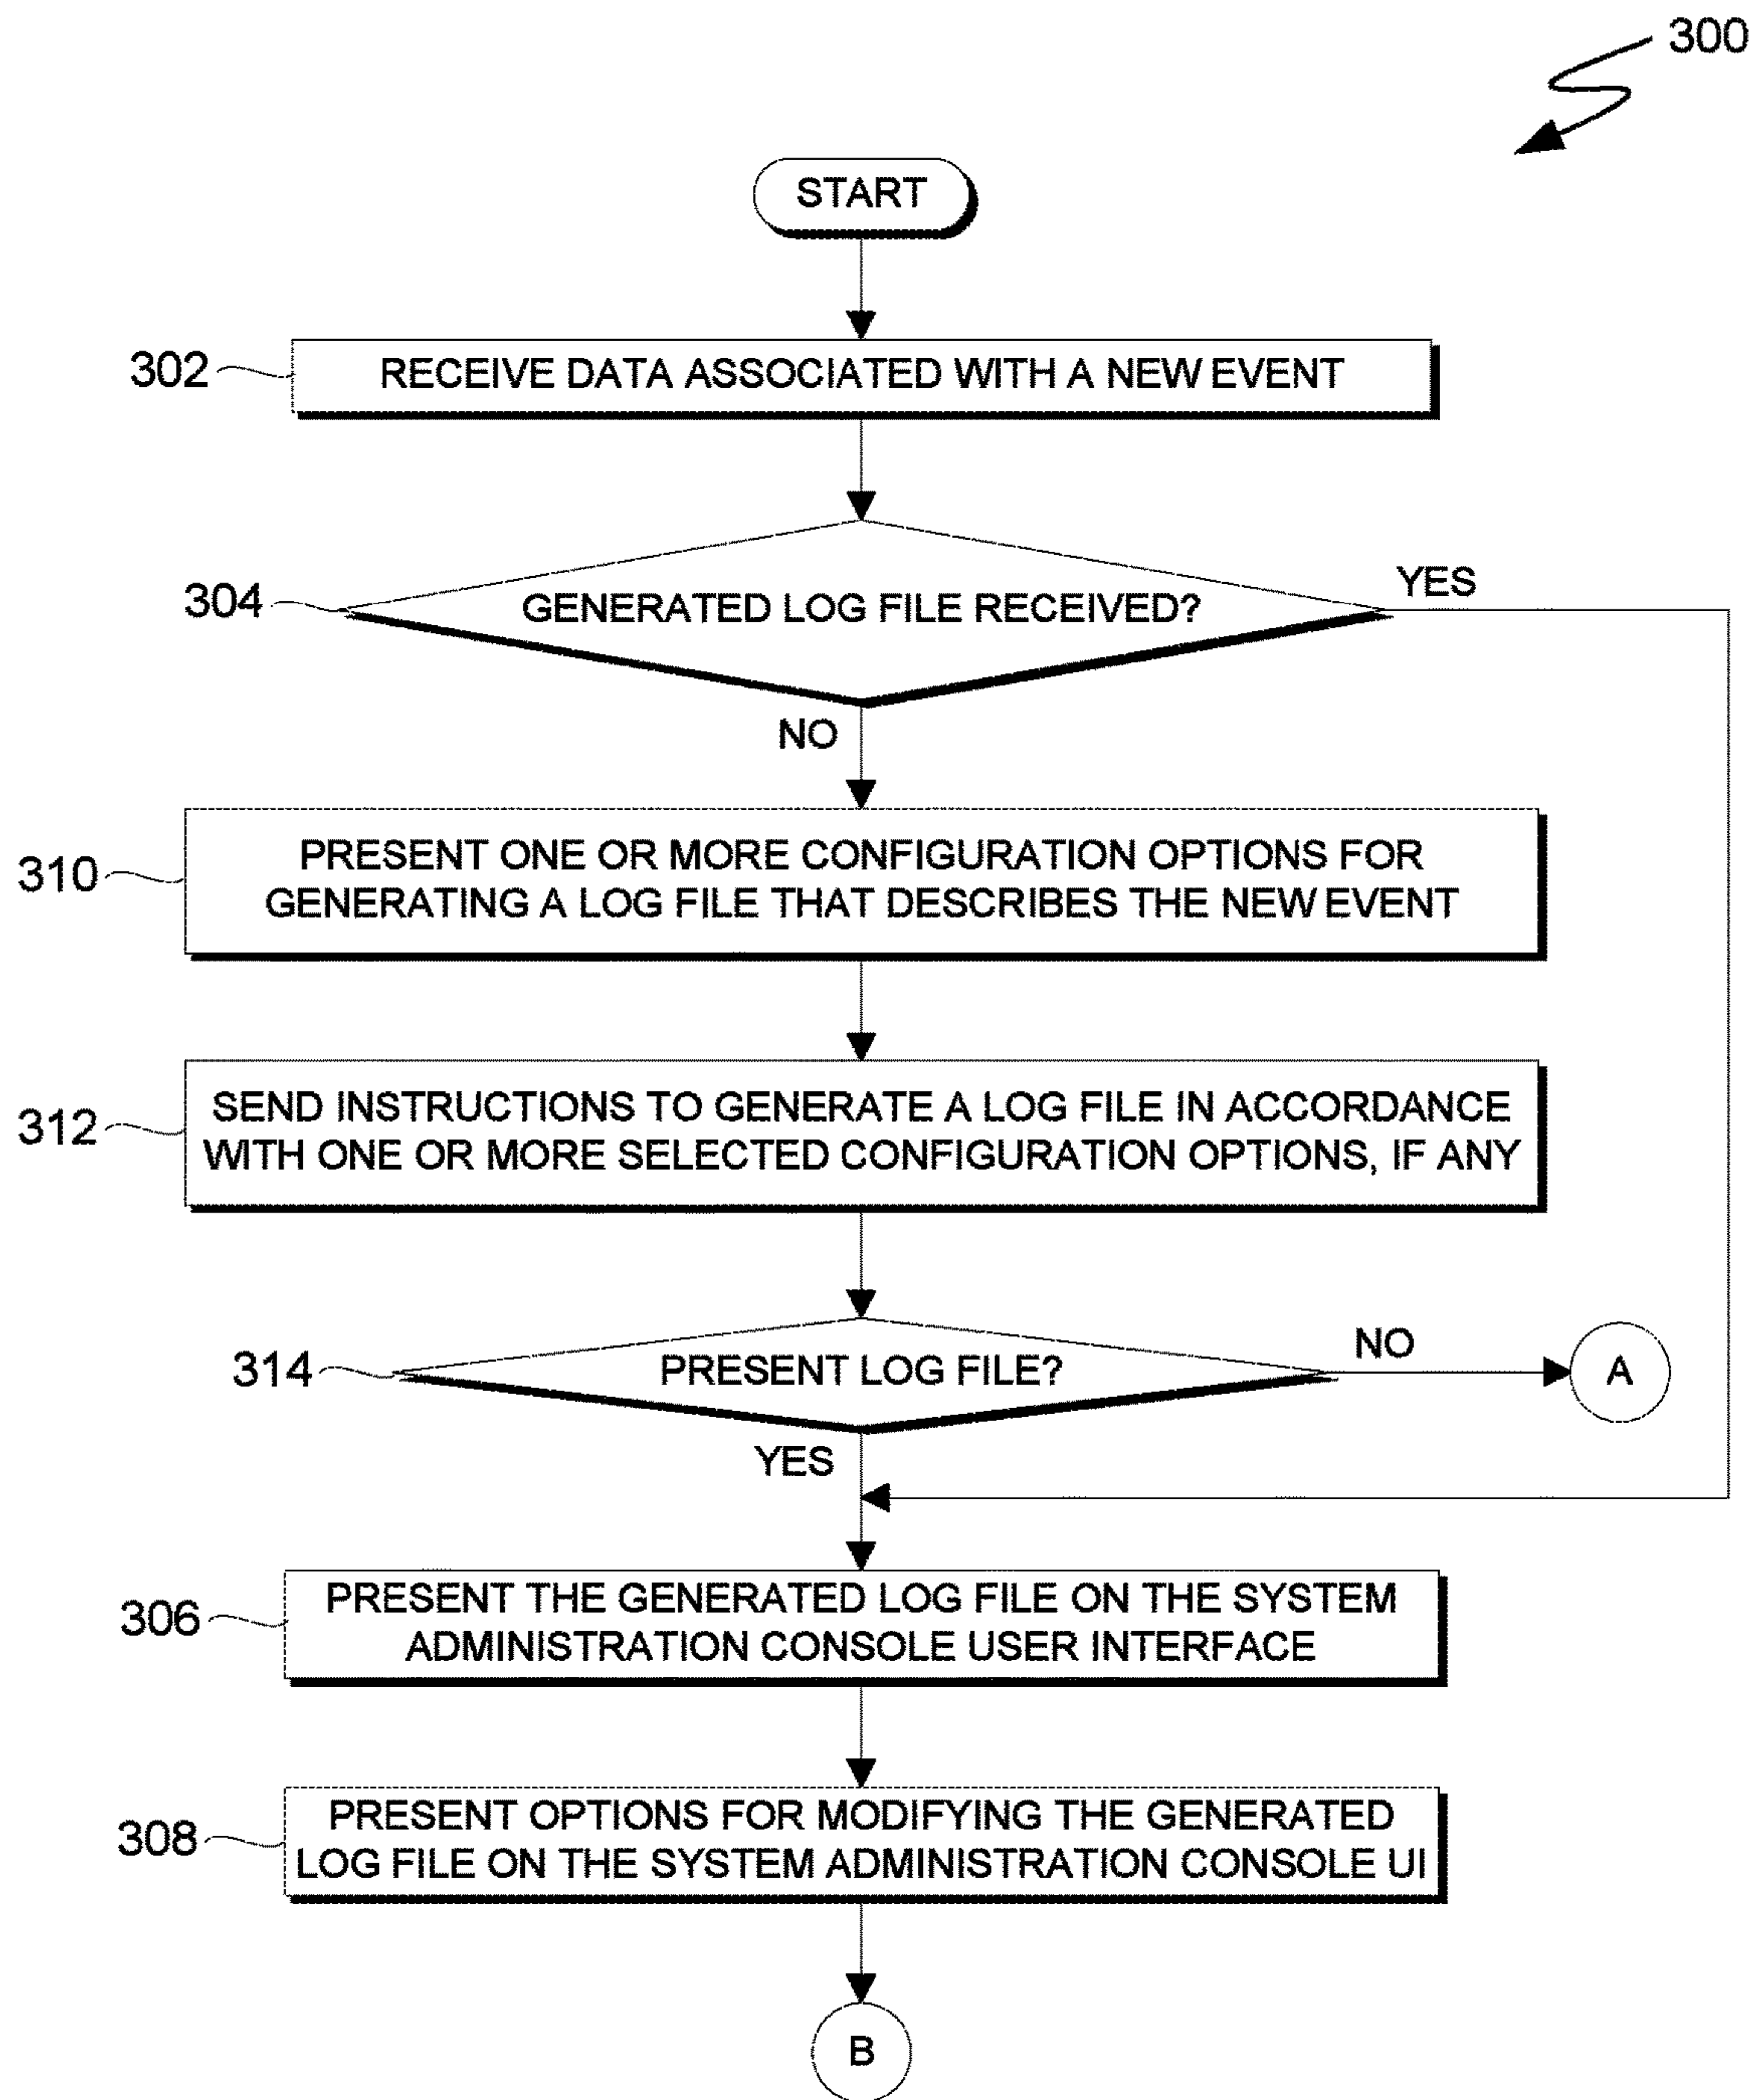 300
START
302
RECEIVE DATA ASSOCIATED WITH A NEW EVENT
304
GENERATED LOG FILE RECEIVED?
YES
NO
310
PRESENT ONE OR MORE CONFIGURATION OPTIONS FOR
GENERATING A LOG FILE THAT DESCRIBES THE NEW EVENT
312
SEND INSTRUCTIONS TO GENERATE A LOG FILE IN ACCORDANCE
WITH ONE OR MORE SELECTED CONFIGURATION OPTIONS, IF ANY
314
PRESENT LOG FILE?
NO
A
YES
306
PRESENT THE GENERATED LOG FILE ON THE SYSTEM
ADMINISTRATION CONSOLE USER INTERFACE
308
PRESENT OPTIONS FOR MODIFYING THE GENERATED
LOG FILE ON THE SYSTEM ADMINISTRATION CONSOLE UI
B